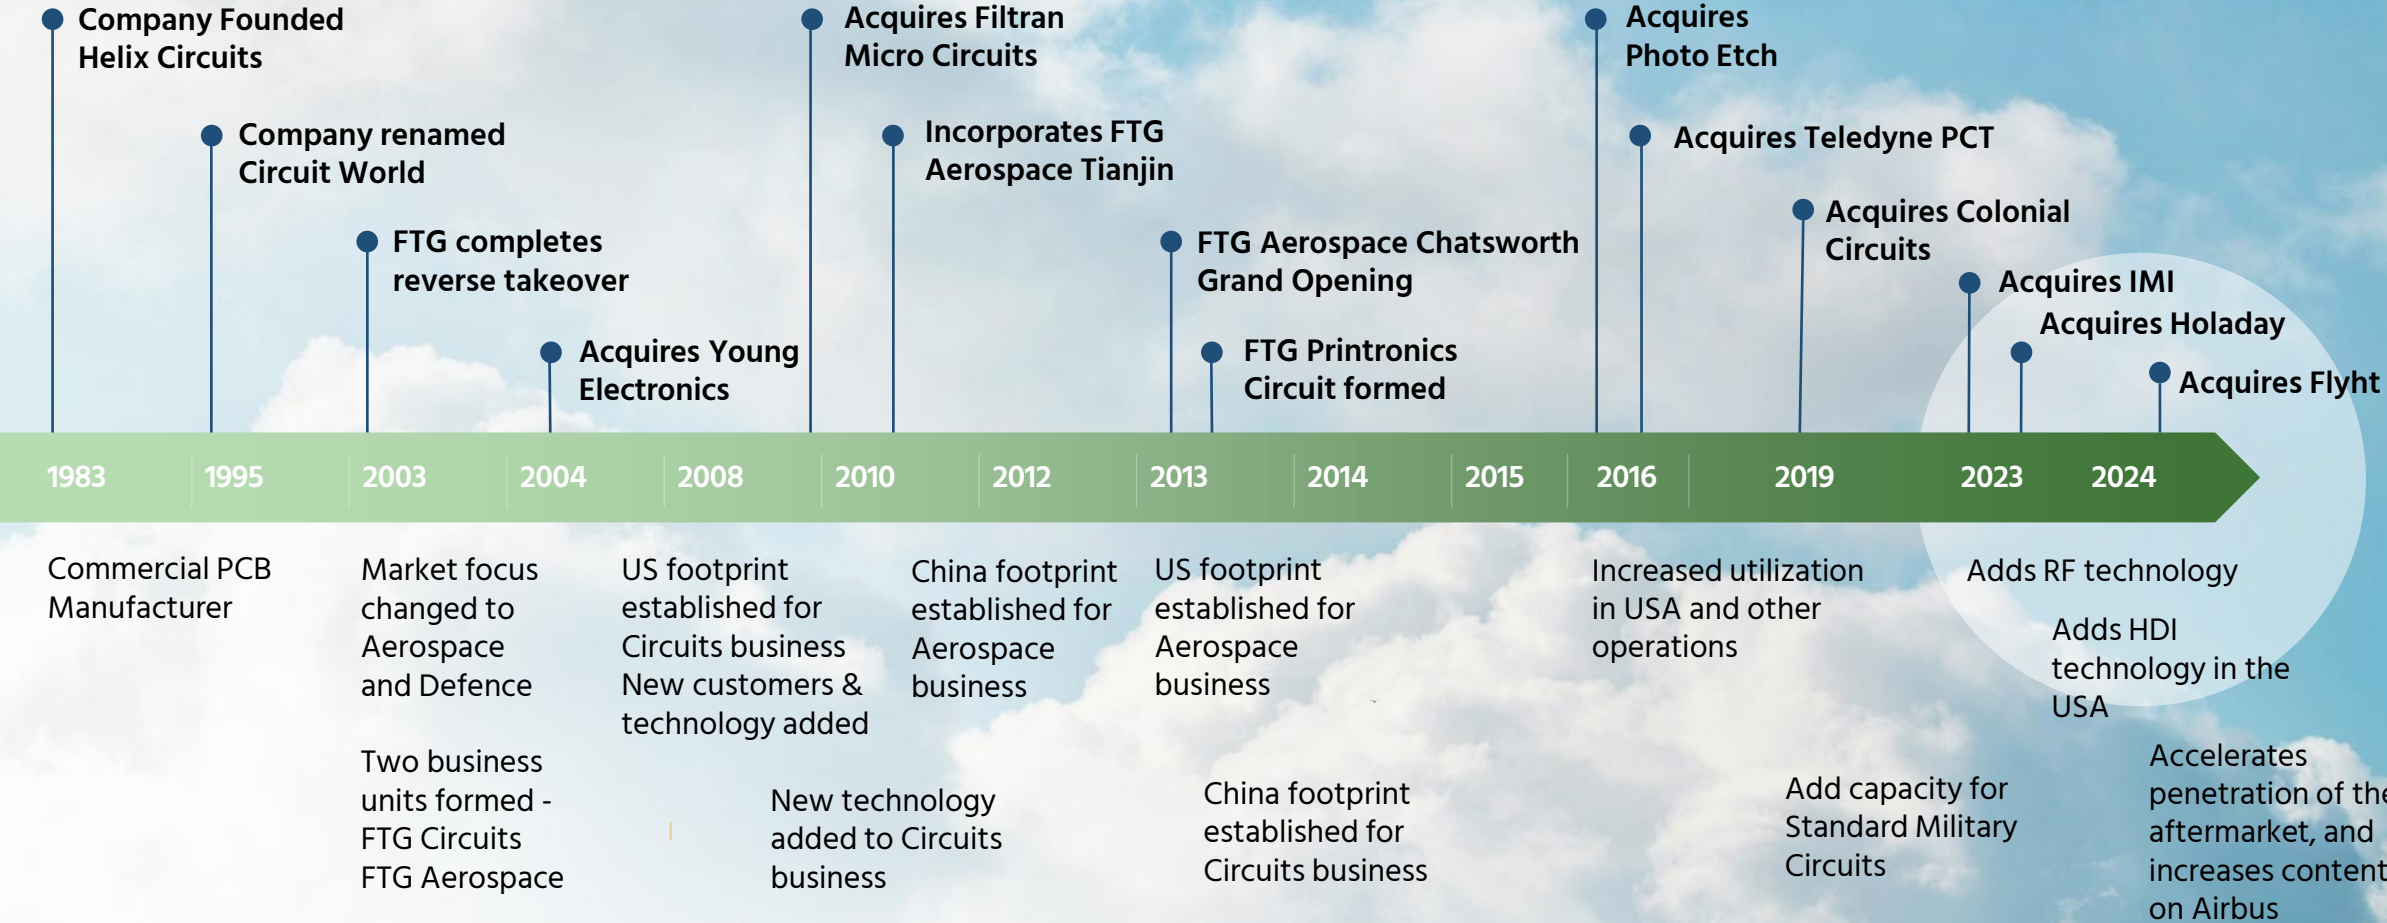 Company Founded
Helix Circuits
Acquires Filtran
Micro Circuits
Acquires
Photo Etch
Company renamed
Circuit World
Incorporates FTG
Aerospace Tianjin
Acquires Teledyne PCT
FTG completes
reverse takeover
FTG Aerospace Chatsworth
Grand Opening
Acquires Colonial
Circuits
Acquires IMI
Acquires Holaday
Acquires Young
Electronics
FTG Printronics
Circuit formed
Acquires Flyht
1983 1995 2003 2004 2008 2010 2012 2013 2014 2015 2016 2019 2023 2024
Commercial PCB
Manufacturer
Market focus
changed to
Aerospace
and Defence
Two business
units formed -
FTG Circuits
FTG Aerospace
US footprint
established for
Circuits business
New customers &
technology added
New technology
added to Circuits
business
China footprint
established for
Aerospace
business
US footprint
established for
Aerospace
business
China footprint
established for
Circuits business
Increased utilization
in USA and other
operations
Add capacity for
Standard Military
Circuits
Adds RF technology
Adds HDI
technology in the
USA
Accelerates
penetration of the
aftermarket, and
increases content
on Airbus